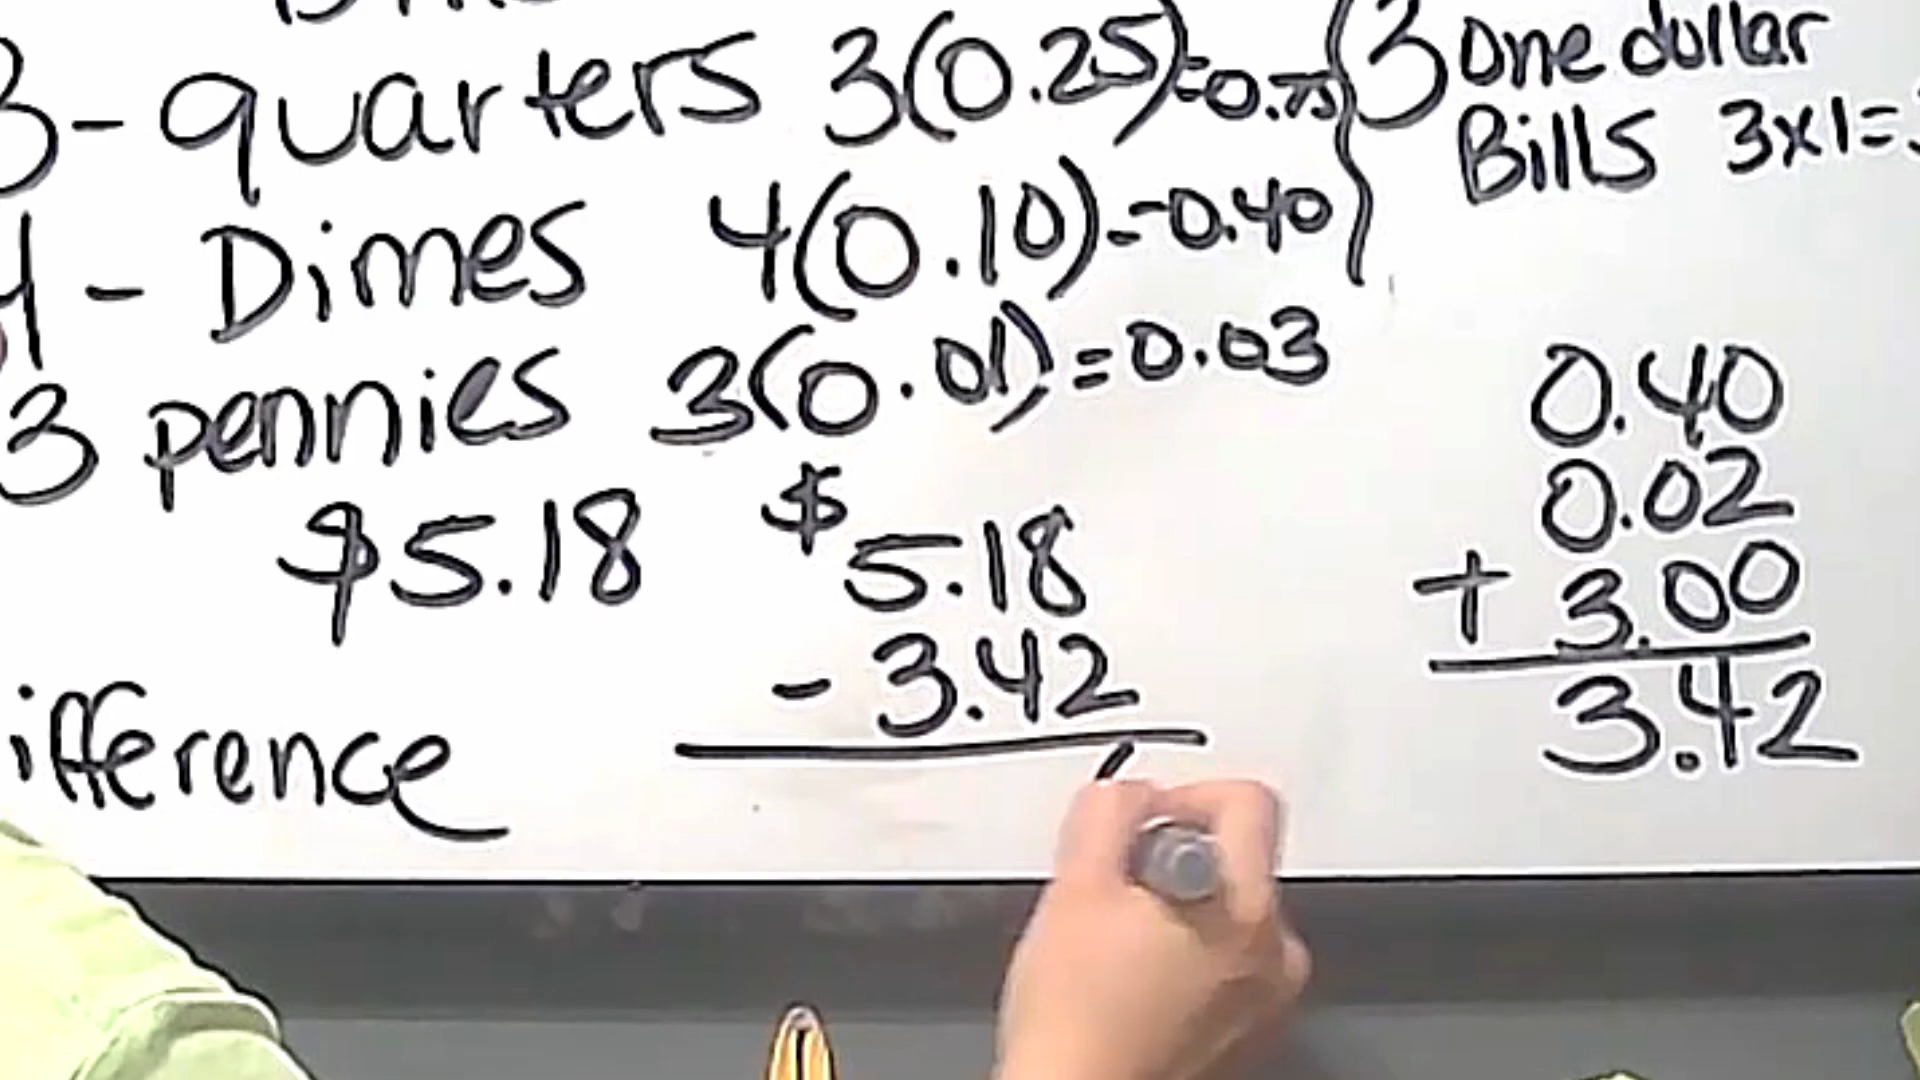 3-quarters 3(0.25)=0.75 3 One dollar
Bills 3x1=
4-Dimes 4(0.10)=0.40
3 pennies 3(0.01)=0.03
$5.18
$
5.18
-3.42
ifference
0.40
0.02
+ 3.00
3.42